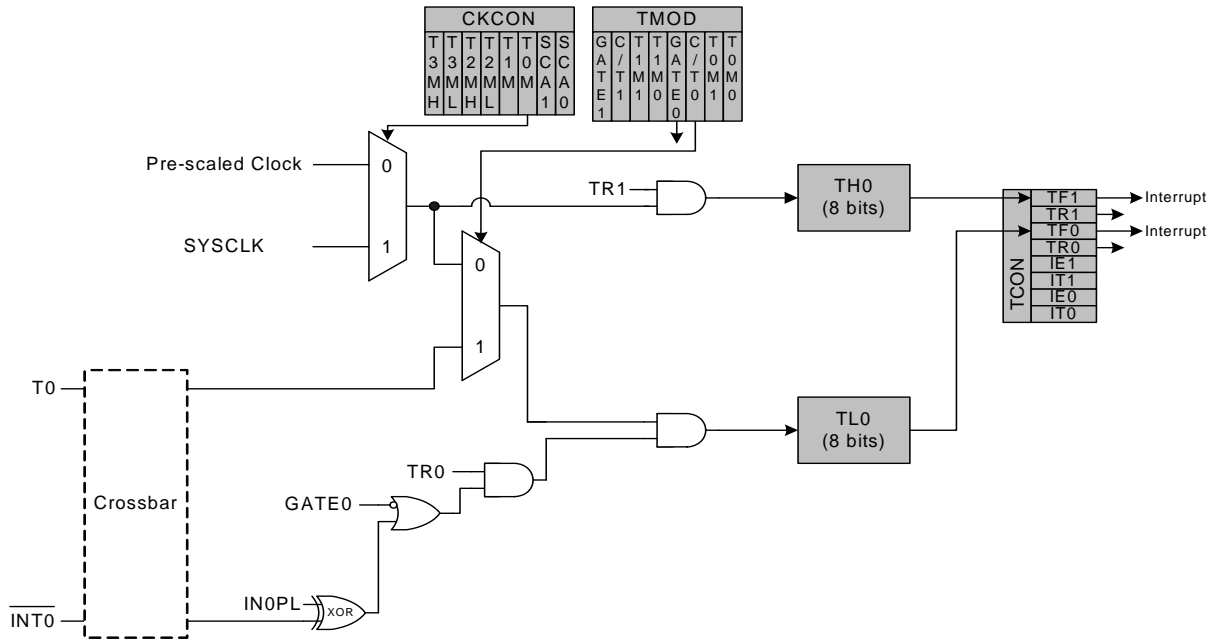 CKCON
T3MH
T3ML
T2MH
T2ML
T1M
T0M
SCA1
SCA0
TMOD
GATE1
C/T1
T1M1
T1M0
GATE0
C/T0
T0M1
T0M0
Pre-scaled Clock
0
SYSCLK
1
TR1
TH0
(8 bits)
TCON
TF1
TR1
TF0
TR0
IE1
IT1
IE0
IT0
Interrupt
Interrupt
0
1
T0
Crossbar
TL0
(8 bits)
TR0
GATE0
IN0PL
XOR
INT0